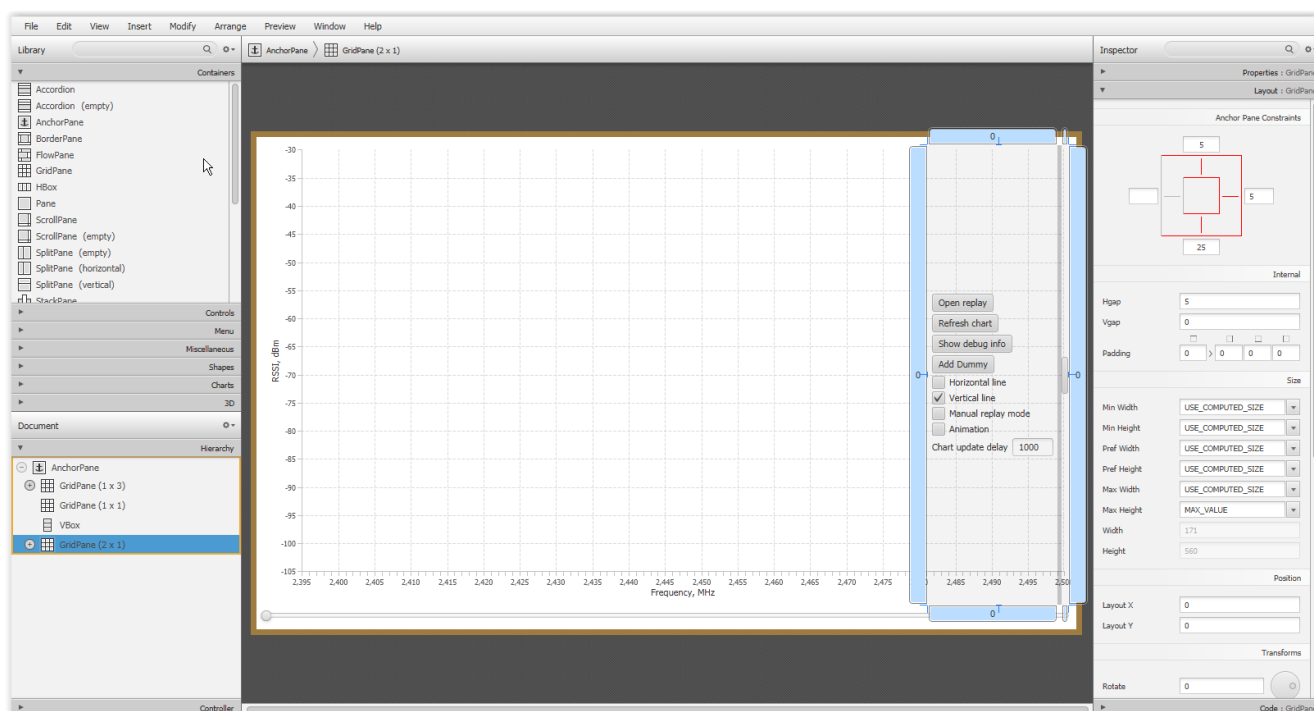 File Edit View Insert Modify Arrange Preview Window Help
Library
AnchorPane GridPane (2 x 1)
Inspector
Containers
Accordion
Accordion (empty)
AnchorPane
BorderPane
FlowPane
GridPane
HBox
Pane
ScrollPane
ScrollPane (empty)
SplitPane (empty)
SplitPane (horizontal)
SplitPane (vertical)
StackPane
Controls
Menu
Miscellaneous
Shapes
Charts
3D
Document
Hierarchy
AnchorPane
GridPane (1 x 3)
GridPane (1 x 1)
VBox
GridPane (2 x 1)
Controller
0
-30
-35
-40
-45
-50
-55
-60
-65
-70
-75
-80
-85
-90
-95
-100
-105
RSSI, dBm
2,395 2,400 2,405 2,410 2,415 2,420 2,425 2,430 2,435 2,440 2,445 2,450 2,455 2,460 2,465 2,470 2,475 2,485 2,490 2,495
Frequency, MHz
Open replay
Refresh chart
Show debug info
Add Dummy
0 0
Horizontal line
Vertical line
Manual replay mode
Animation
Chart update delay 1000
0
Properties : GridPane
Layout : GridPane
Anchor Pane Constraints
5
5
25
Internal
Hgap 5
Vgap 0
Padding 0 0 0 0
Size
Min Width USE_COMPUTED_SIZE
Min Height USE_COMPUTED_SIZE
Pref Width USE_COMPUTED_SIZE
Pref Height USE_COMPUTED_SIZE
Max Width USE_COMPUTED_SIZE
Max Height MAX_VALUE
Width 171
Height 560
Position
Layout X 0
Layout Y 0
Transforms
Rotate 0
Code : GridPane